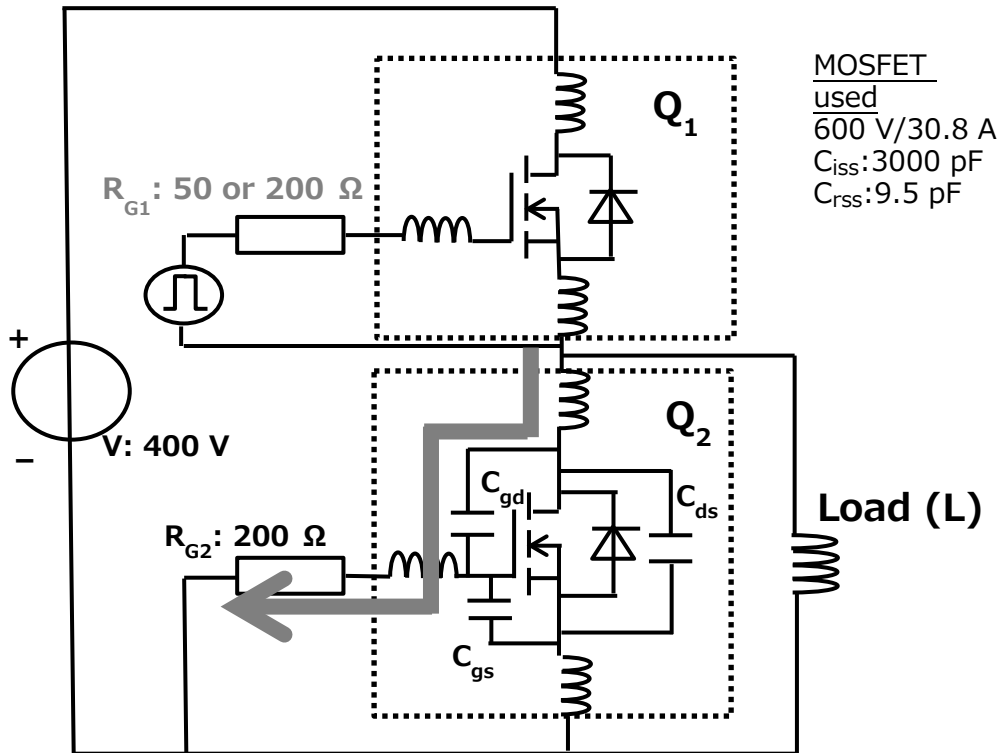 Q1
MOSFET
used
600 V/30.8 A
Ciss:3000 pF
Crss:9.5 pF
RG1: 50 or 200 Ω
+
−
V: 400 V
Q2
Cgd
Cds
RG2: 200 Ω
Load (L)
Cgs